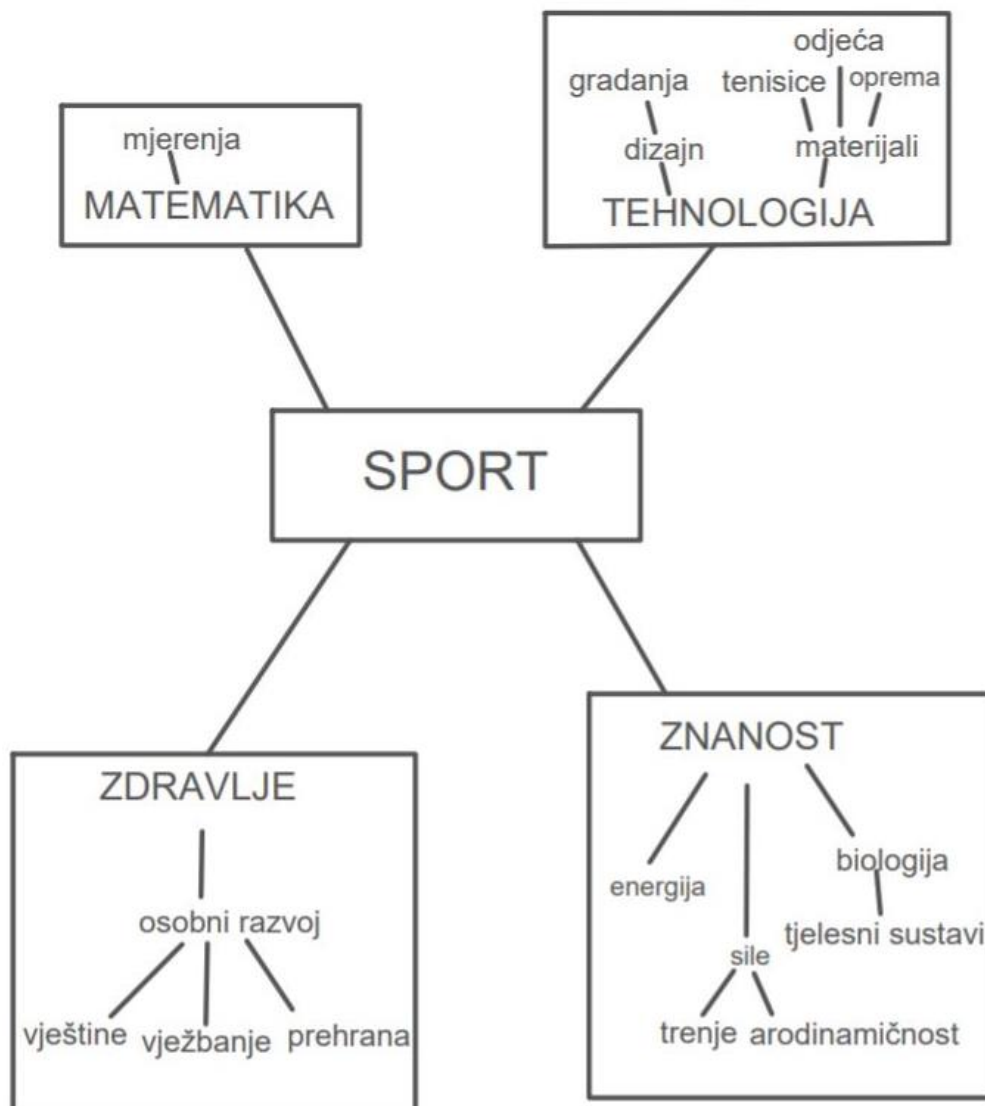 mjerenja
MATEMATIKA
odjeća
gradanja
tenisice
oprema
dizajn
materijali
TEHNOLOGIJA
SPORT
ZDRAVLJE
osobni razvoj
vještine
vježbanje
prehrana
ZNANOST
energija
biologija
sile
tjelesni sustavi
trenje
arodinamičnost